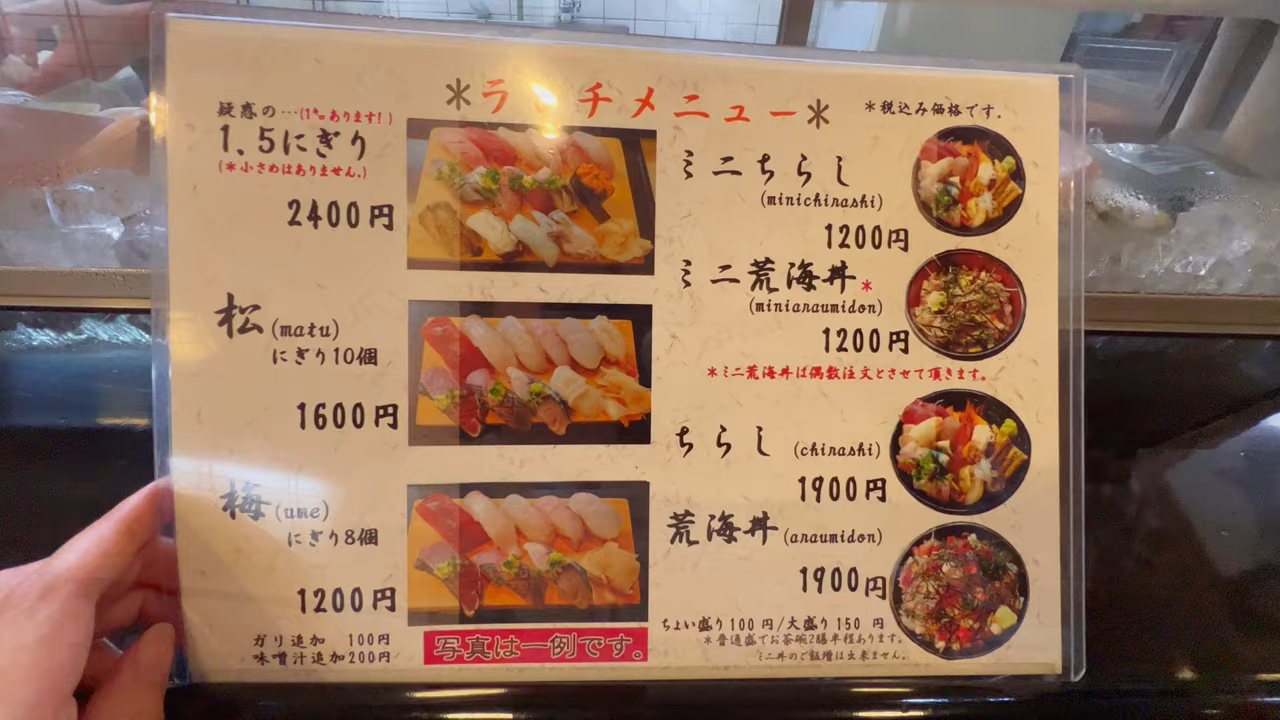 *ランチメニュー*
*税込み価格です。
疑惑の…(1㌔あります!)
1.5にぎり
(*小さめはありません。)
2400円
松(matu)
にぎり10個
1600円
梅(ume)
にぎり8個
1200円
ガリ追加 100円
味噌汁追加200円
写真は一例です。
ミニちらし
(minichirashi)
1200円
ミニ荒海丼*
(miniaraumidon)
1200円
*ミニ荒海丼は偶数注文とさせて頂きます。
ちらし (chirashi)
1900円
荒海丼(araumidon)
1900円
ちょい盛り100円/大盛り150円
*普通盛でお茶碗2膳半程あります。
ミニ丼のご飯増は出来ません。